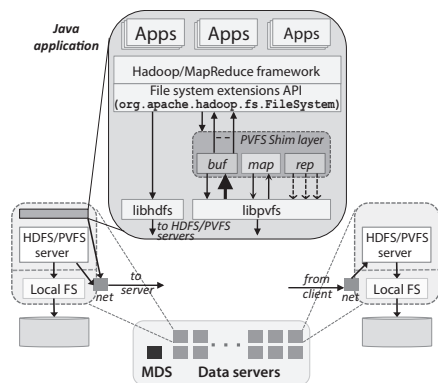 Java
application
Apps
Apps
Apps
Hadoop/MapReduce framework
File system extensions API
(org.apache.hadoop.fs.FileSystem)
PVFS Shim layer
buf
map
rep
libhdfs
libpvfs
to HDFS/PVFS
servers
HDFS/PVFS
server
Local FS
net
to
server
from
client
net
HDFS/PVFS
server
Local FS
MDS
Data servers